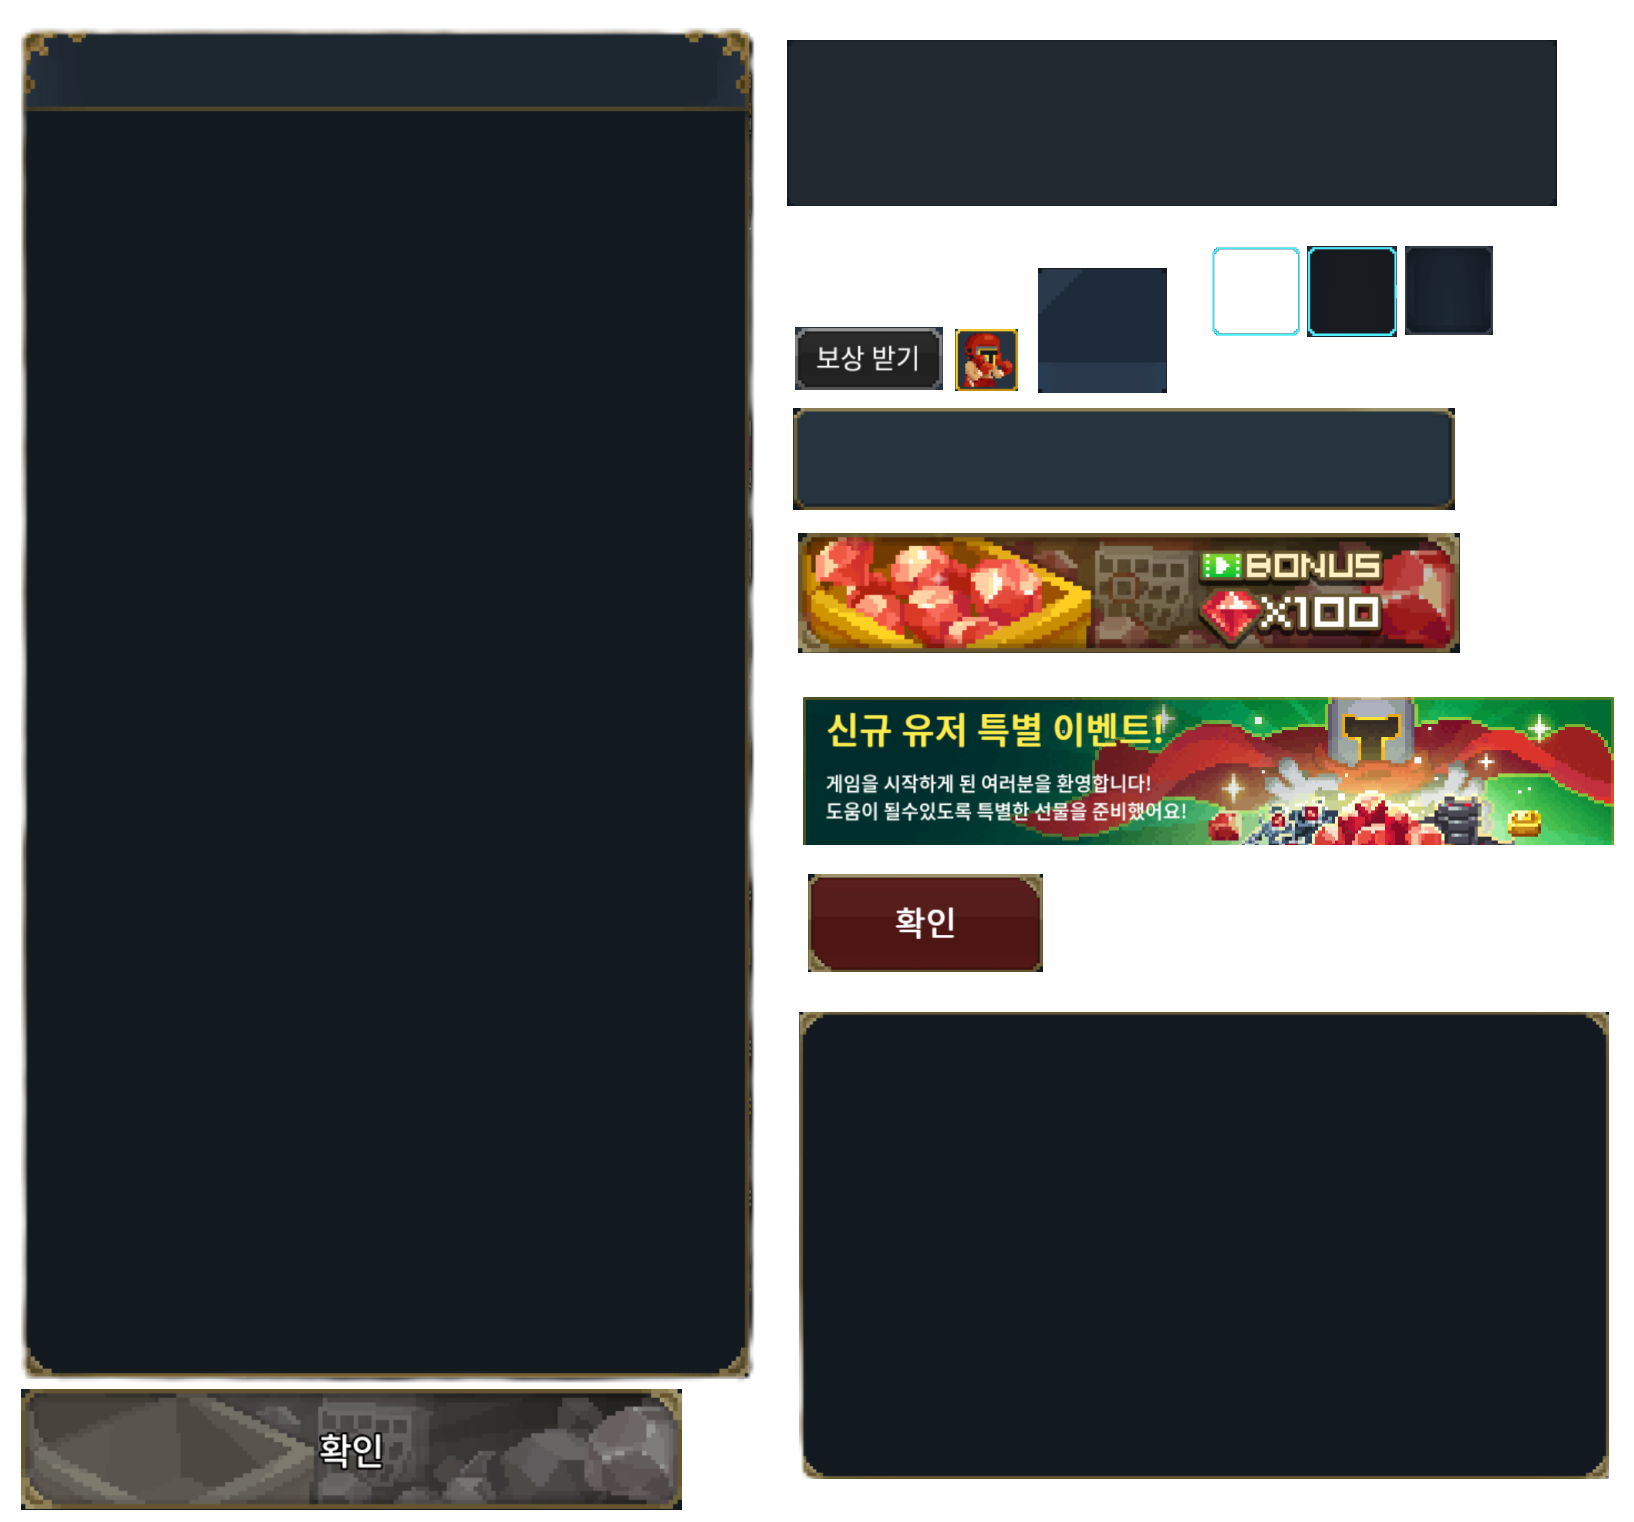 보상 받기
BONUS
x100
신규 유저 특별 이벤트!
게임을 시작하게 된 여러분을 환영합니다!
도움이 될수있도록 특별한 선물을 준비했어요!
확인
확인